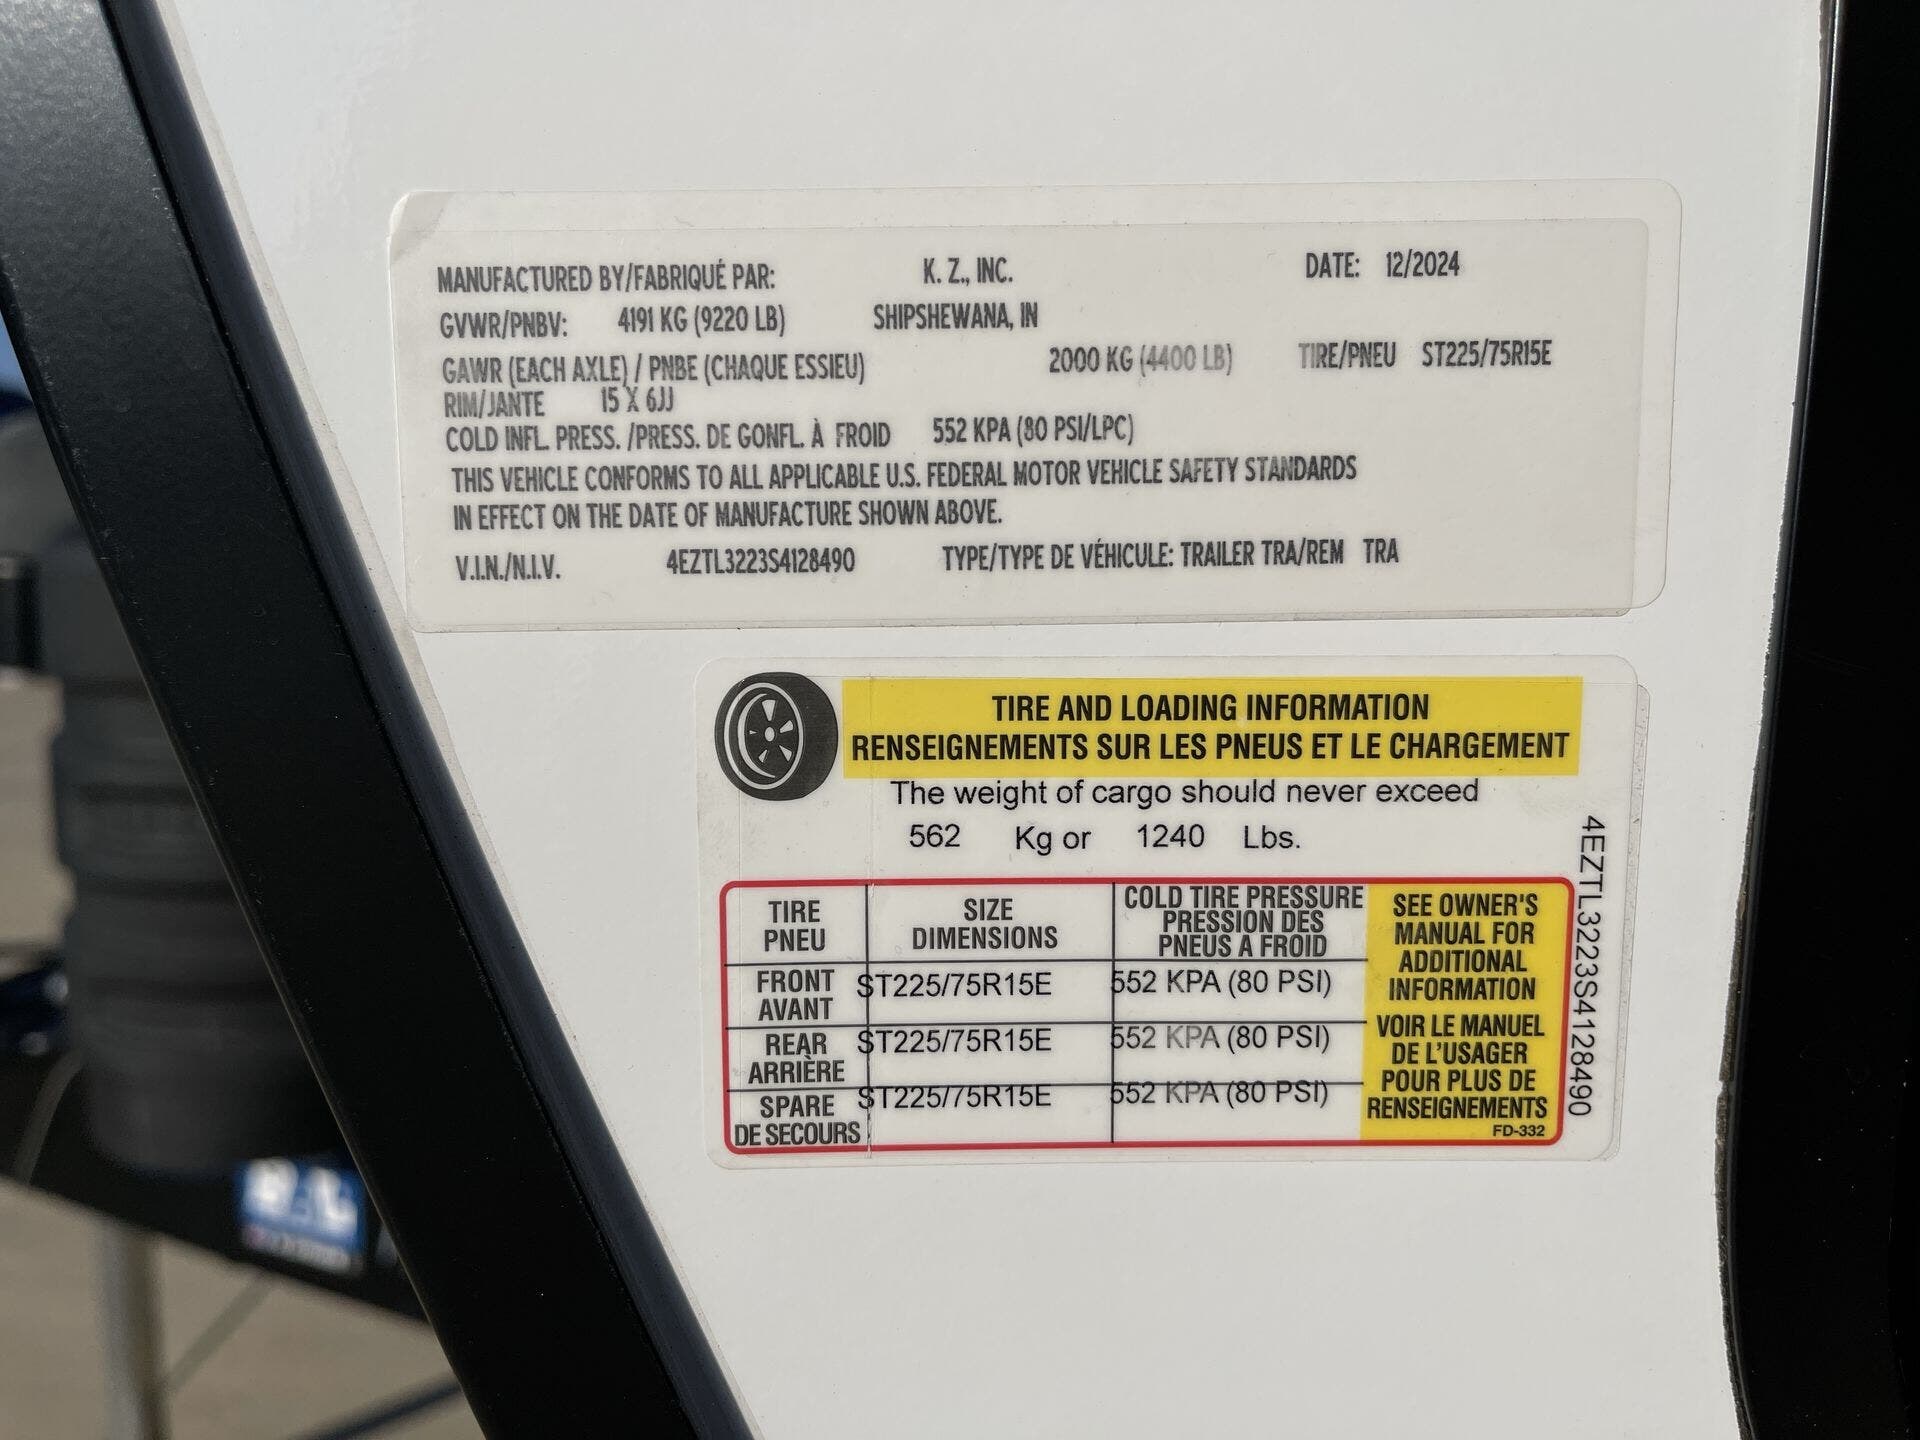 MANUFACTURED BY/FABRIQUÉ PAR: K. Z., INC. DATE: 12/2024
GVWR/PNBV: 4191 KG (9220 LB) SHIPSHEWANA, IN
GAWR (EACH AXLE) / PNBE (CHAQUE ESSIEU) 2000 KG (4400 LB) TIRE/PNEU ST225/75R15E
RIM/JANTE 15 X 6JJ
COLD INFL. PRESS. /PRESS. DE GONFL. À FROID 552 KPA (80 PSI/LPC)
THIS VEHICLE CONFORMS TO ALL APPLICABLE U.S. FEDERAL MOTOR VEHICLE SAFETY STANDARDS
IN EFFECT ON THE DATE OF MANUFACTURE SHOWN ABOVE.
V.I.N./N.I.V. 4EZTL3223S4128490 TYPE/TYPE DE VÉHICULE: TRAILER TRA/REM TRA
TIRE AND LOADING INFORMATION
RENSEIGNEMENTS SUR LES PNEUS ET LE CHARGEMENT
The weight of cargo should never exceed
562 Kg or 1240 Lbs.
TIRE
PNEU
SIZE
DIMENSIONS
COLD TIRE PRESSURE
PRESSION DES
PNEUS A FROID
FRONT
AVANT
ST225/75R15E
552 KPA (80 PSI)
REAR
ARRIÈRE
ST225/75R15E
552 KPA (80 PSI)
SPARE
DE SECOURS
ST225/75R15E
552 KPA (80 PSI)
SEE OWNER'S
MANUAL FOR
ADDITIONAL
INFORMATION
VOIR LE MANUEL
DE L'USAGER
POUR PLUS DE
RENSEIGNEMENTS
FD-332
4EZTL3223S4128490